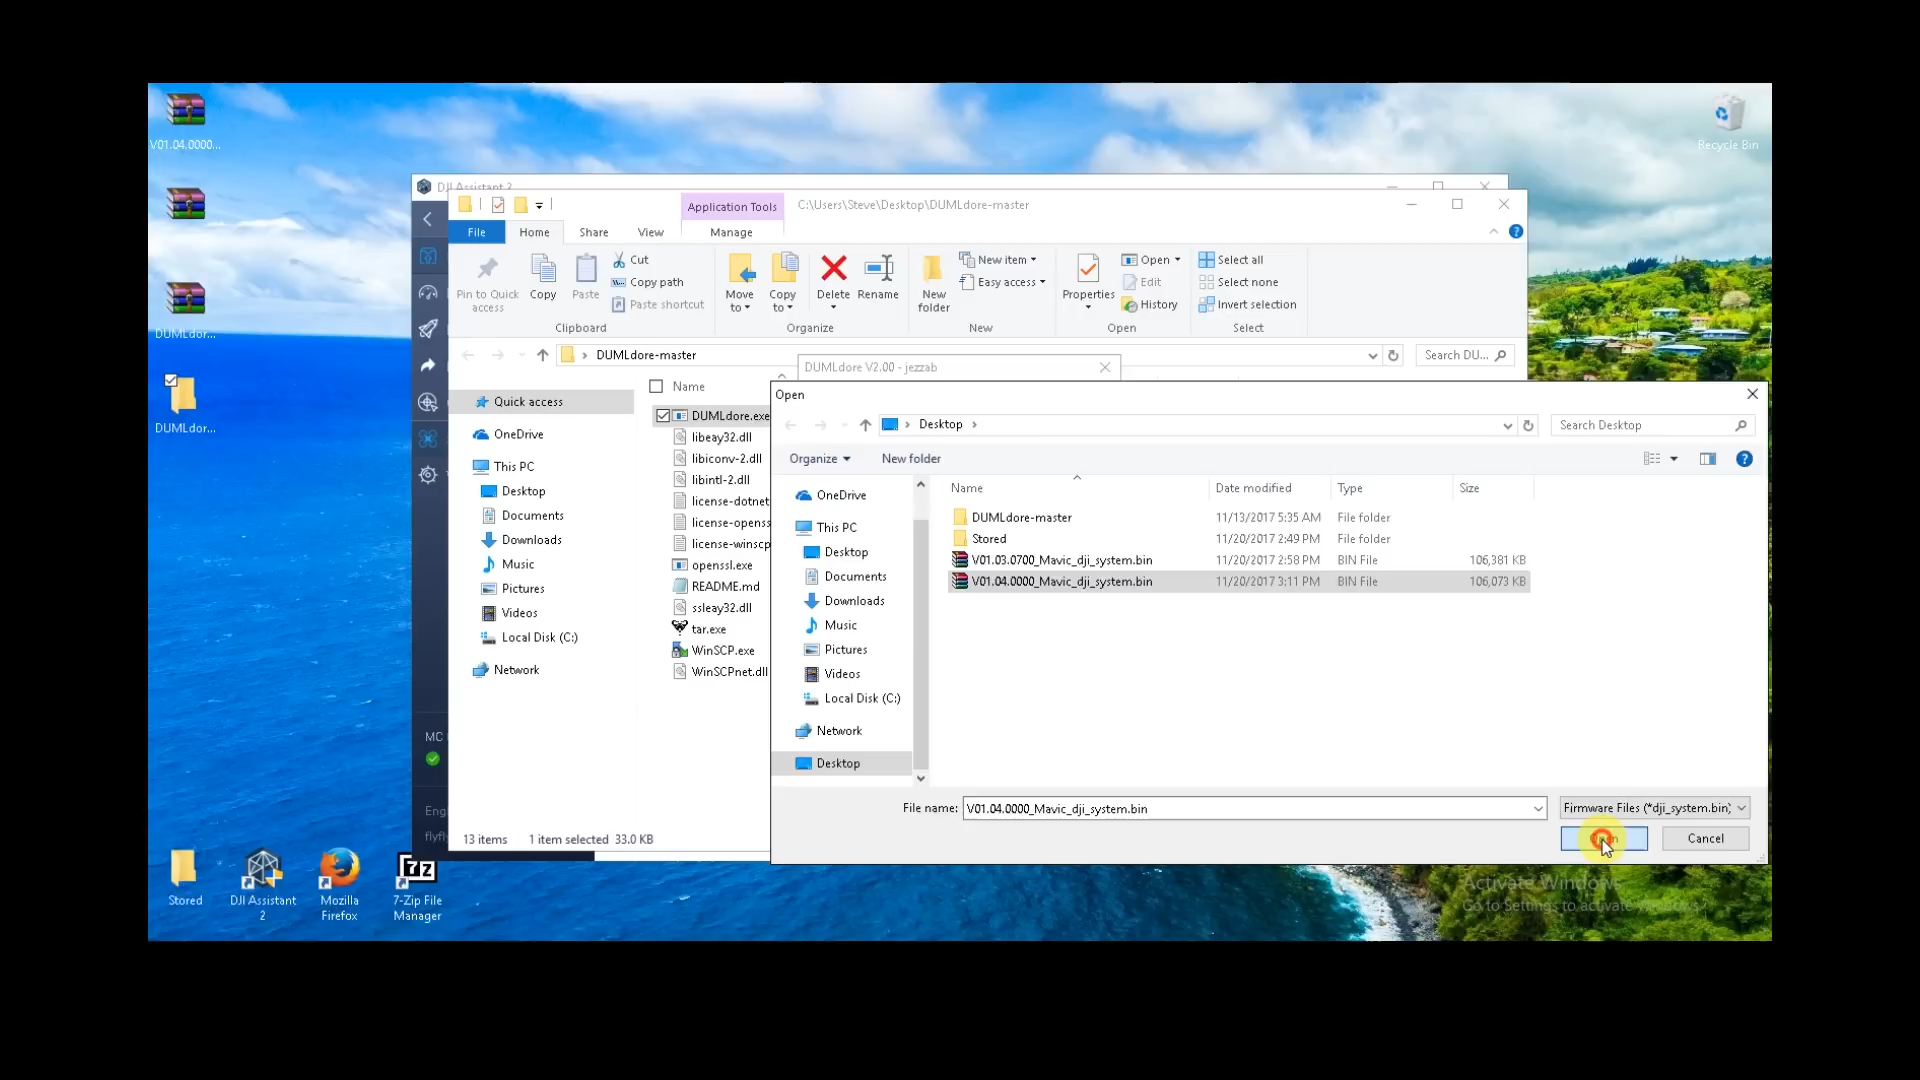 V01.04.0000...
DUMLdor...
DUMLdor...
Stored
DJI Assistant
2
Mozilla
Firefox
7-Zip File
Manager
Recycle Bin
DJI Assistant 2
MC
Application Tools
C:\Users\Steve\Desktop\DUMLdore-master
File
Home
Share
View
Manage
Pin to Quick
access
Copy
Paste
Cut
Copy path
Paste shortcut
Clipboard
Move
to
Copy
to
Delete
Rename
Organize
New
folder
New item
Easy access
New
Properties
Open
Edit
History
Open
Select all
Select none
Invert selection
Select
DUMLdore-master
Search DU...
Quick access
OneDrive
This PC
Desktop
Documents
Downloads
Music
Pictures
Videos
Local Disk (C:)
Network
Name
DUMLdore.exe
libeay32.dll
libiconv-2.dll
libintl-2.dll
license-dotnet
license-openss
license-winscp
openssl.exe
README.md
ssleay32.dll
tar.exe
WinSCP.exe
WinSCPnet.dll
13 items
1 item selected 33.0 KB
DUMLdore V2.00 - jezzab
Open
Desktop
Search Desktop
Organize
New folder
OneDrive
This PC
Desktop
Documents
Downloads
Music
Pictures
Videos
Local Disk (C:)
Network
Desktop
Name Date modified Type Size
DUMLdore-master 11/13/2017 5:35 AM File folder
Stored 11/20/2017 2:49 PM File folder
V01.03.0700_Mavic_dji_system.bin 11/20/2017 2:58 PM BIN File 106,381 KB
V01.04.0000_Mavic_dji_system.bin 11/20/2017 3:11 PM BIN File 106,073 KB
File name: V01.04.0000_Mavic_dji_system.bin
Firmware Files (*dji_system.bin)
Cancel
Activate Windows
Go to Settings to activate Windows.